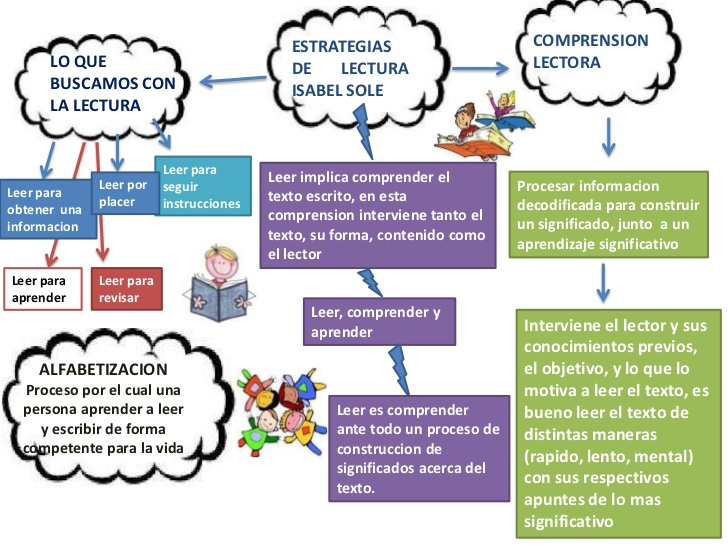 LO QUE
BUSCAMOS CON
LA LECTURA
ESTRATEGIAS
DE LECTURA
ISABEL SOLE
COMPRENSION
LECTORA
Leer para
obtener una
informacion
Leer por
placer
Leer para
seguir
instrucciones
Leer para
aprender
Leer para
revisar
Leer implica comprender el
texto escrito, en esta
comprension interviene tanto el
texto, su forma, contenido como
el lector
Leer, comprender y
aprender
Leer es comprender
ante todo un proceso de
construccion de
significados acerca del
texto.
Procesar informacion
decodificada para construir
un significado, junto a un
aprendizaje significativo
Interviene el lector y sus
conocimientos previos,
el objetivo, y lo que lo
motiva a leer el texto, es
bueno leer el texto de
distintas maneras
(rapido, lento, mental)
con sus respectivos
apuntes de lo mas
significativo
ALFABETIZACION
Proceso por el cual una
persona aprender a leer
y escribir de forma
competente para la vida